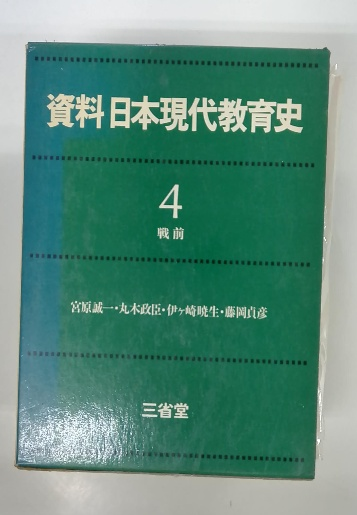 資料日本現代教育史
4
戦前
宮原誠一・丸木政臣・伊ヶ崎暁生・藤岡貞彦
三省堂